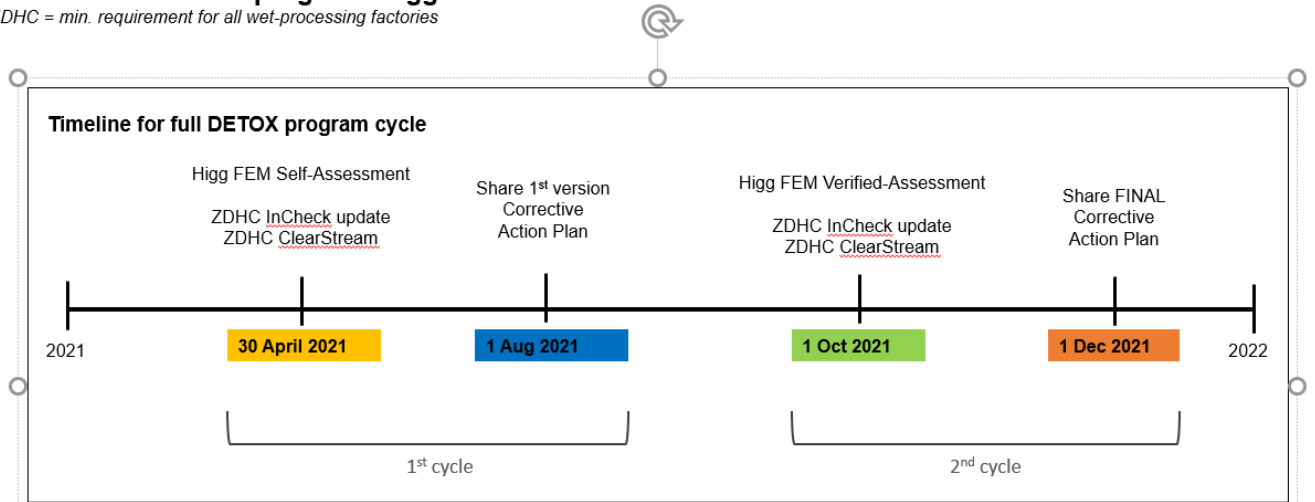 DHC = min. requirement for all wet-processing factories
Timeline for full DETOX program cycle
Higg FEM Self-Assessment
ZDHC InCheck update
ZDHC ClearStream
Share 1st version
Corrective
Action Plan
Higg FEM Verified-Assessment
ZDHC InCheck update
ZDHC ClearStream
Share FINAL
Corrective
Action Plan
2021
30 April 2021
1 Aug 2021
1 Oct 2021
1 Dec 2021
2022
1st cycle
2nd cycle